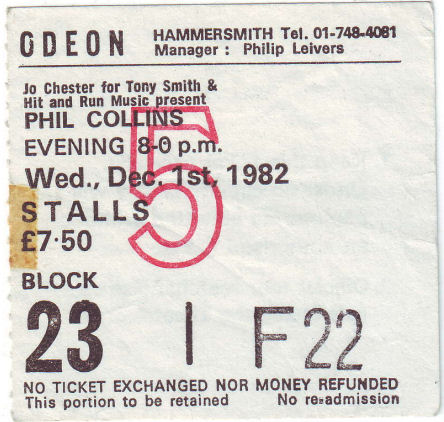 ODEON HAMMERSMITH Tel. 01-748-4081
Manager : Philip Leivers
Jo Chester for Tony Smith &
Hit and Run Music present
PHIL COLLINS
EVENING 8-0 p.m.
Wed., Dec. 1st, 1982
5
STALLS
£7·50
BLOCK
23 | F 22
NO TICKET EXCHANGED NOR MONEY REFUNDED
This portion to be retained No re-admission